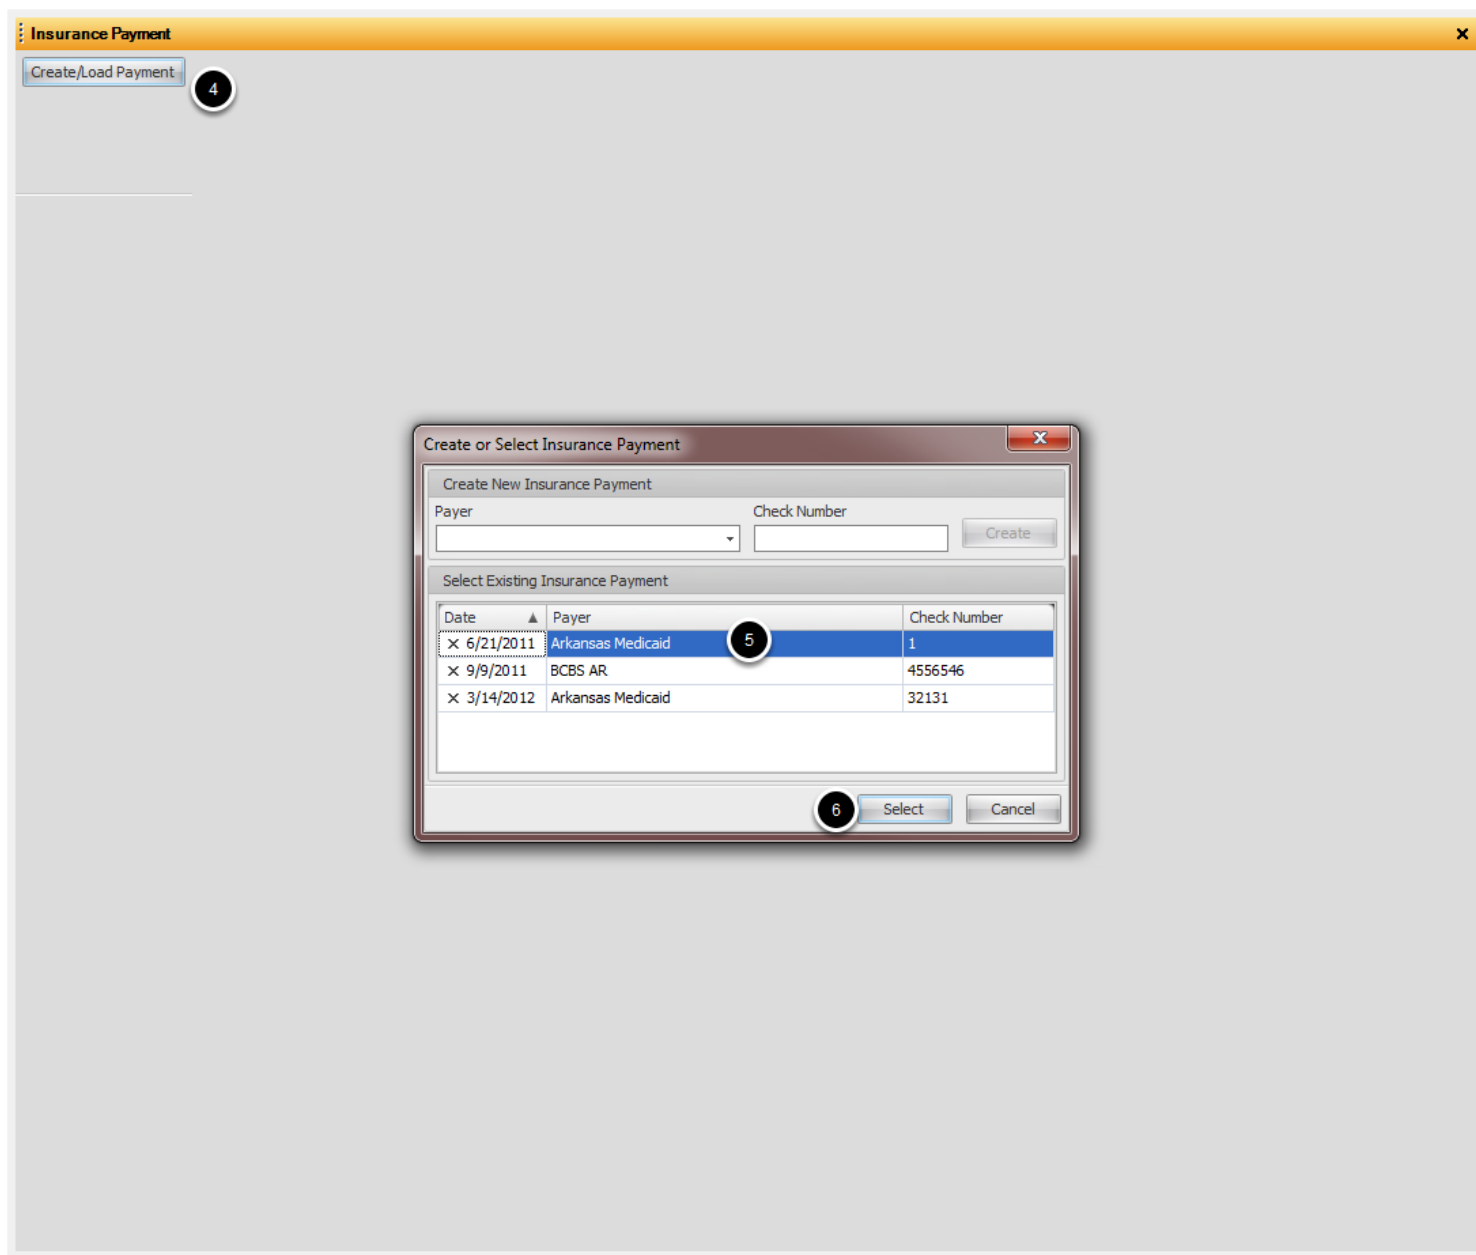 Insurance Payment
Create/Load Payment
4
Create or Select Insurance Payment
Create New Insurance Payment
Payer Check Number
Create
Select Existing Insurance Payment
Date Payer Check Number
6/21/2011 Arkansas Medicaid 1
5
9/9/2011 BCBS AR 4556546
3/14/2012 Arkansas Medicaid 32131
6 Select Cancel